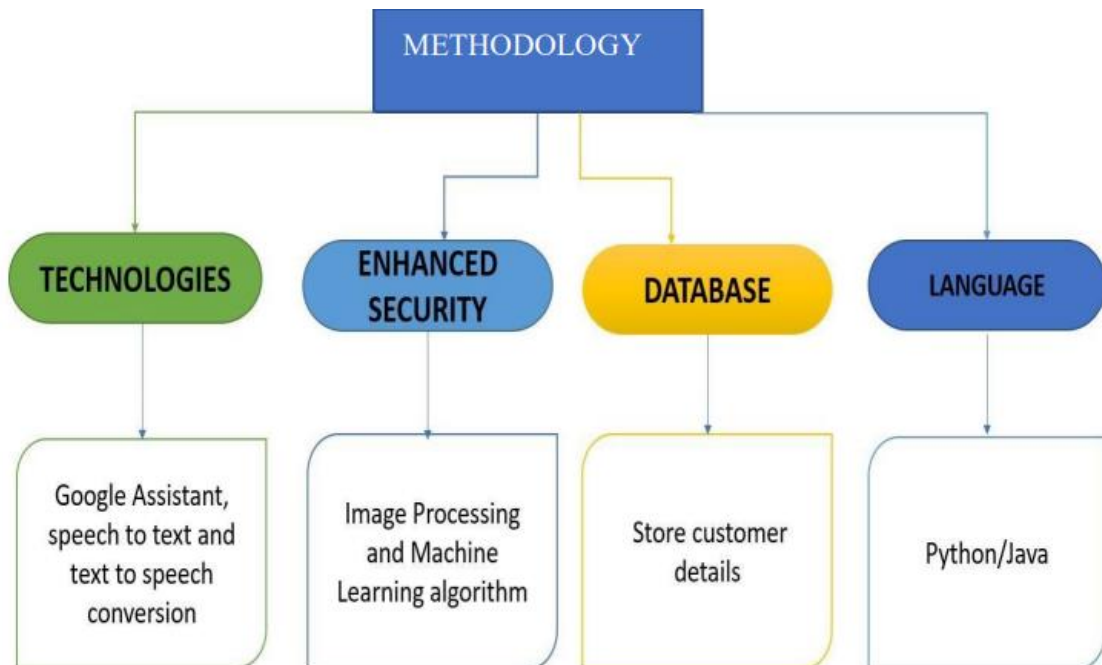 METHODOLOGY
TECHNOLOGIES
ENHANCED
SECURITY
DATABASE
LANGUAGE
Google Assistant,
speech to text and
text to speech
conversion
Image Processing
and Machine
Learning algorithm
Store customer
details
Python/Java